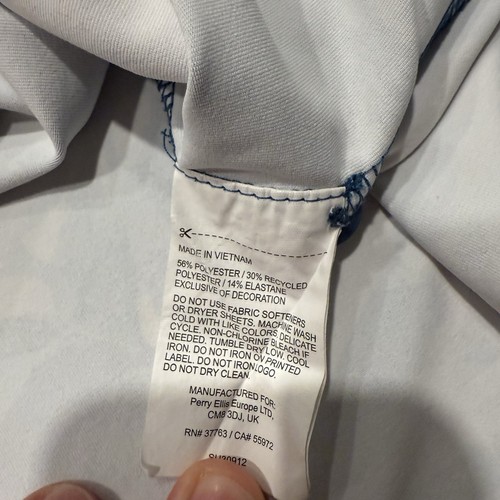 MADE IN VIETNAM
56% POLYESTER / 30% RECYCLED
POLYESTER / 14% ELASTANE
EXCLUSIVE OF DECORATION
DO NOT USE FABRIC SOFTENERS
OR DRYER SHEETS. MACHINE WASH
COLD WITH LIKE COLORS DELICATE
CYCLE. NON-CHLORINE BLEACH IF
NEEDED. TUMBLE DRY LOW. COOL
IRON. DO NOT IRON ON PRINTED
LABEL. DO NOT IRON LOGO.
DO NOT DRY CLEAN.
MANUFACTURED FOR:
Perry Ellis Europe LTD,
CM8 3DJ, UK
RN# 37763 / CA# 55972